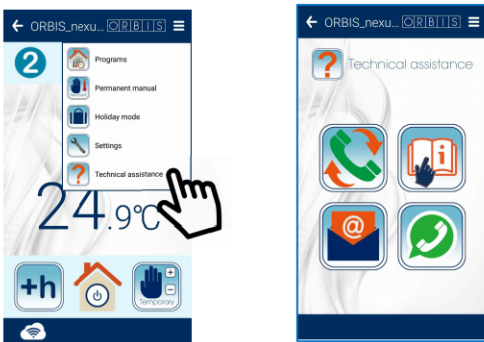 ORBIS_nexu... ORBIS
2
Programs
Permanent manual
Holiday mode
Settings
Technical assistance
24.9°C
+h
Temporary
ORBIS_nexu... ORBIS
? Technical assistance
i
@